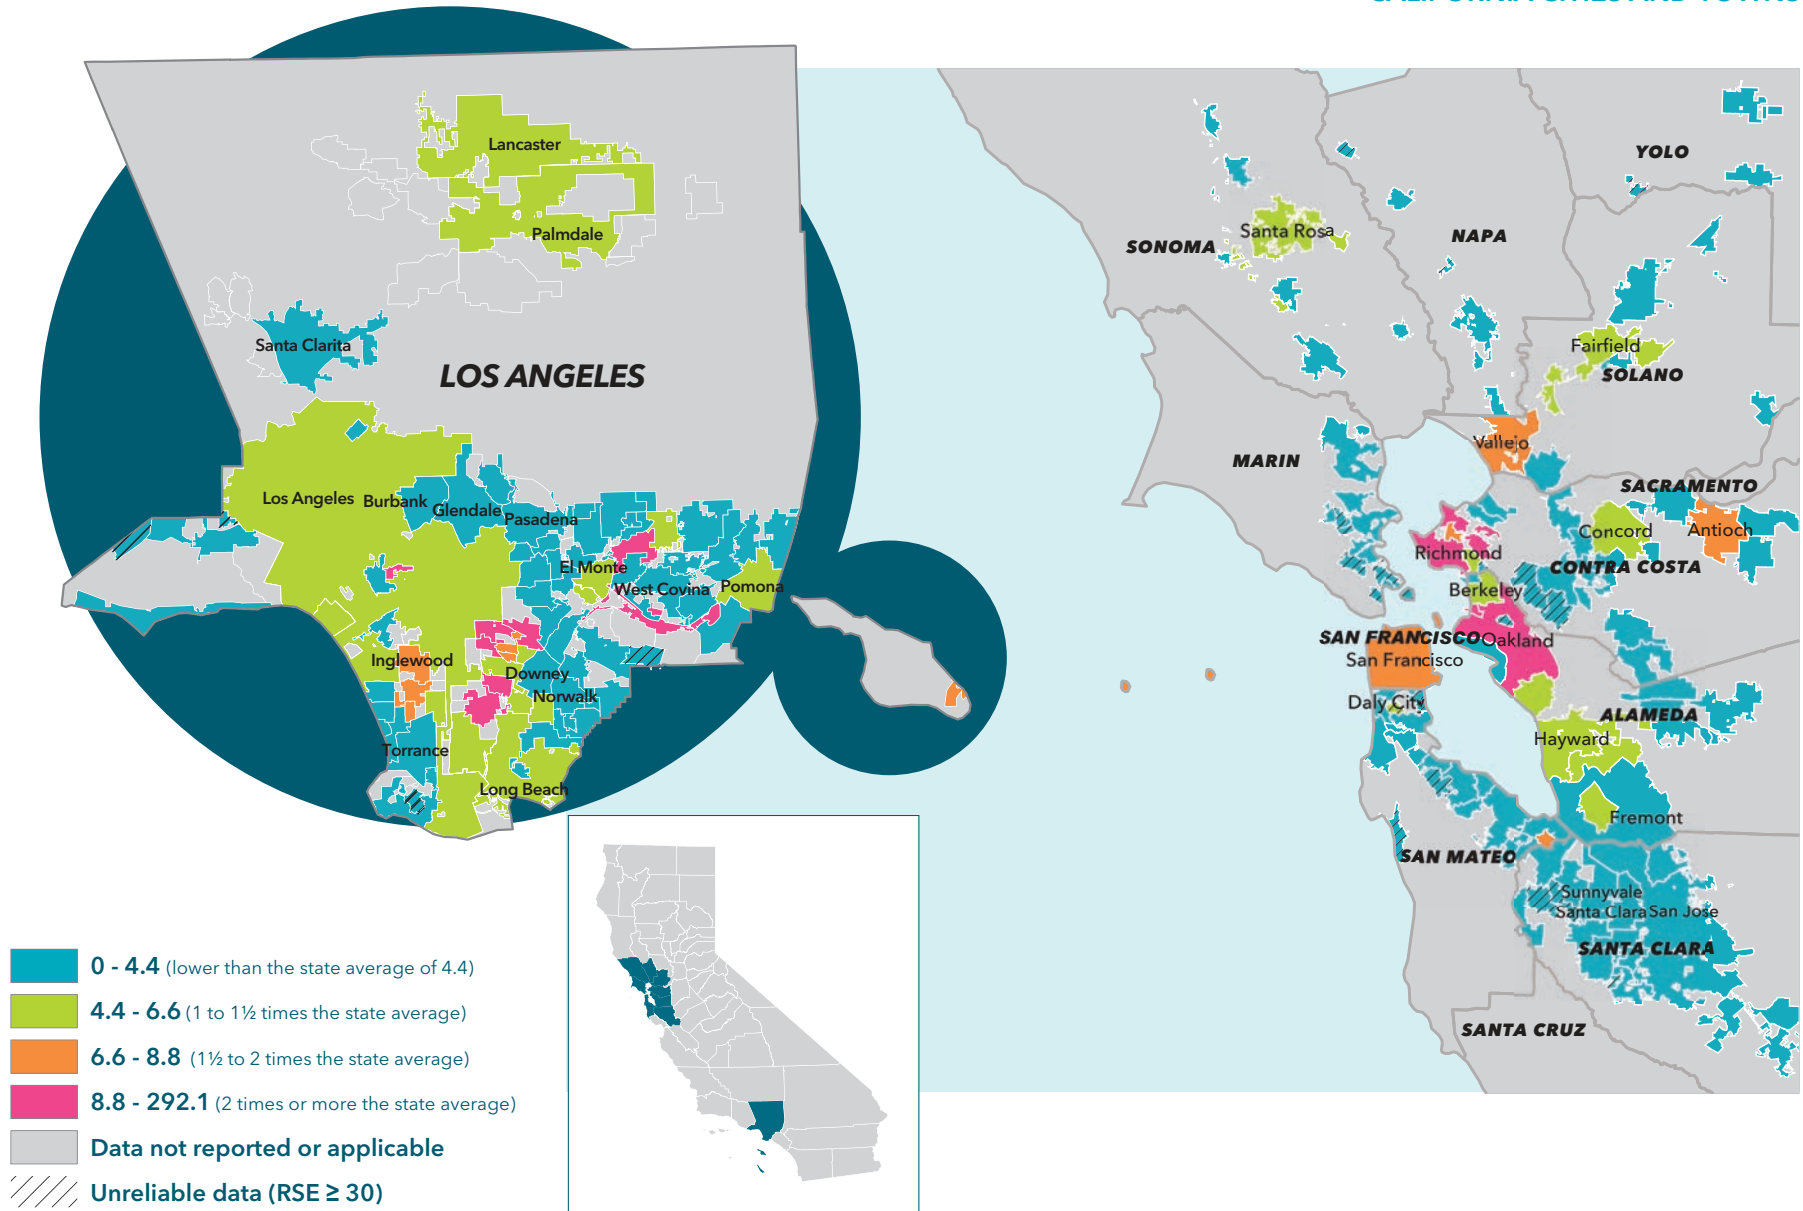 Lancaster
Palmdale
Santa Clarita
LOS ANGELES
Los Angeles
Burbank
Glendale
Pasadena
El Monte
West Covina
Pomona
Inglewood
Downey
Norwalk
Torrance
Long Beach
YOLO
Santa Rosa
SONOMA
NAPA
Fairfield
SOLANO
Vallejo
MARIN
SACRAMENTO
Concord
Antioch
Richmond
CONTRA COSTA
Berkeley
SAN FRANCISCO
Oakland
San Francisco
Daly City
ALAMEDA
Hayward
Fremont
SAN MATEO
Sunnyvale
Santa Clara
San Jose
SANTA CLARA
SANTA CRUZ
0 - 4.4 (lower than the state average of 4.4)
4.4 - 6.6 (1 to 1½ times the state average)
6.6 - 8.8 (1½ to 2 times the state average)
8.8 - 292.1 (2 times or more the state average)
Data not reported or applicable
Unreliable data (RSE ≥ 30)